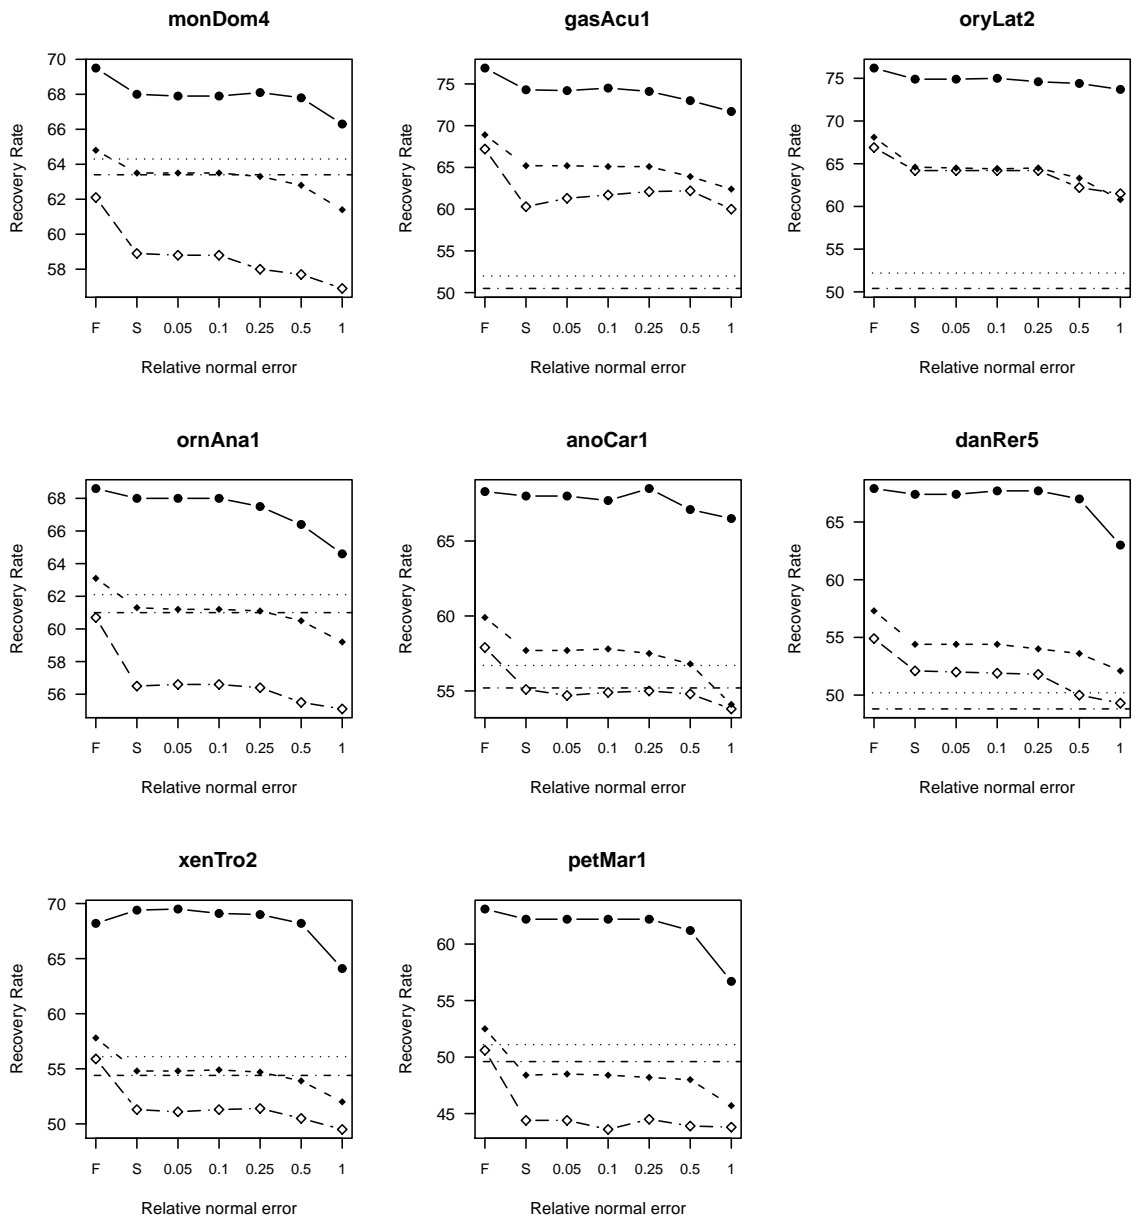 monDom4
Recovery Rate
70
68
66
64
62
60
58
F S 0.05 0.1 0.25 0.5 1
Relative normal error
gasAcu1
Recovery Rate
75
70
65
60
55
50
F S 0.05 0.1 0.25 0.5 1
Relative normal error
oryLat2
Recovery Rate
75
70
65
60
55
50
F S 0.05 0.1 0.25 0.5 1
Relative normal error
ornAna1
Recovery Rate
68
66
64
62
60
58
56
F S 0.05 0.1 0.25 0.5 1
Relative normal error
anoCar1
Recovery Rate
65
60
55
F S 0.05 0.1 0.25 0.5 1
Relative normal error
danRer5
Recovery Rate
65
60
55
50
F S 0.05 0.1 0.25 0.5 1
Relative normal error
xenTro2
Recovery Rate
70
65
60
55
50
F S 0.05 0.1 0.25 0.5 1
Relative normal error
petMar1
Recovery Rate
60
55
50
45
F S 0.05 0.1 0.25 0.5 1
Relative normal error